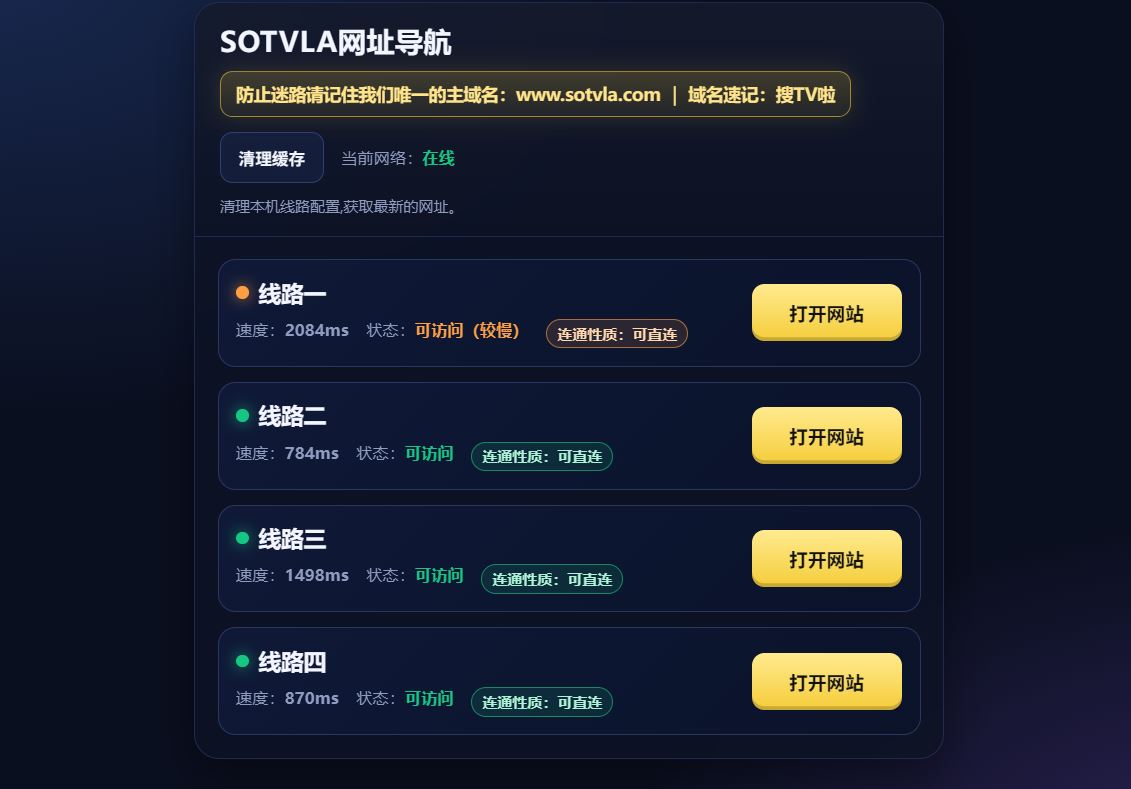 SOTVLA网址导航
防止迷路请记住我们唯一的主域名：www.sotvla.com ｜ 域名速记：搜TV啦
清理缓存 当前网络：在线
清理本机线路配置,获取最新的网址。
线路一
速度：2084ms 状态：可访问（较慢） 连通性质：可直连
打开网站
线路二
速度：784ms 状态：可访问 连通性质：可直连
打开网站
线路三
速度：1498ms 状态：可访问 连通性质：可直连
打开网站
线路四
速度：870ms 状态：可访问 连通性质：可直连
打开网站